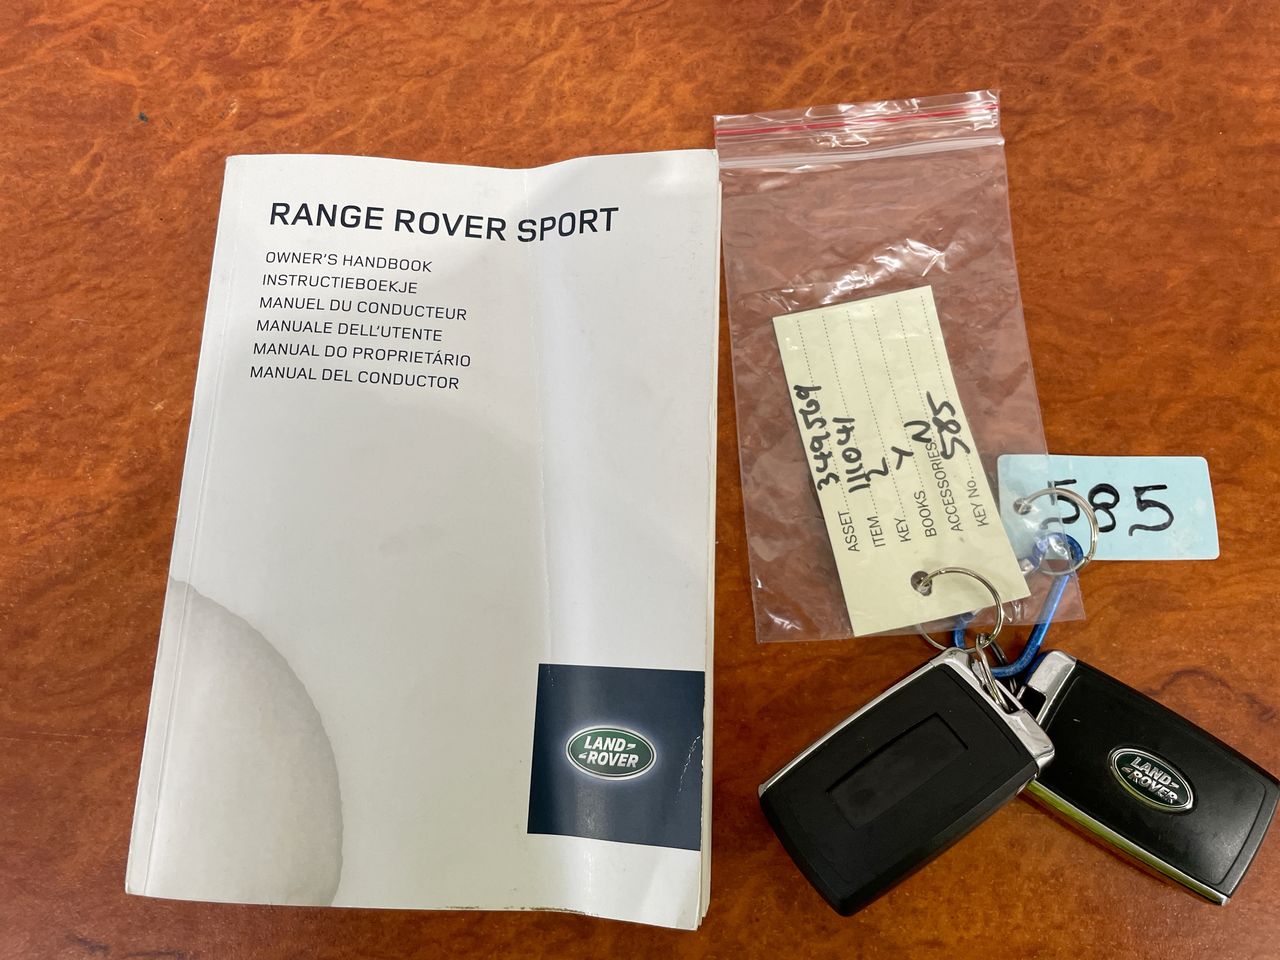 RANGE ROVER SPORT
OWNER'S HANDBOOK
INSTRUCTIEBOEKJE
MANUEL DU CONDUCTEUR
MANUALE DELL'UTENTE
MANUAL DO PROPRIETÁRIO
MANUAL DEL CONDUCTOR
LAND-
-ROVER
ASSET 349509
ITEM 111041
KEY 2
BOOKS Y
ACCESSORIES N
KEY No. 585
585
LAND-
-ROVER